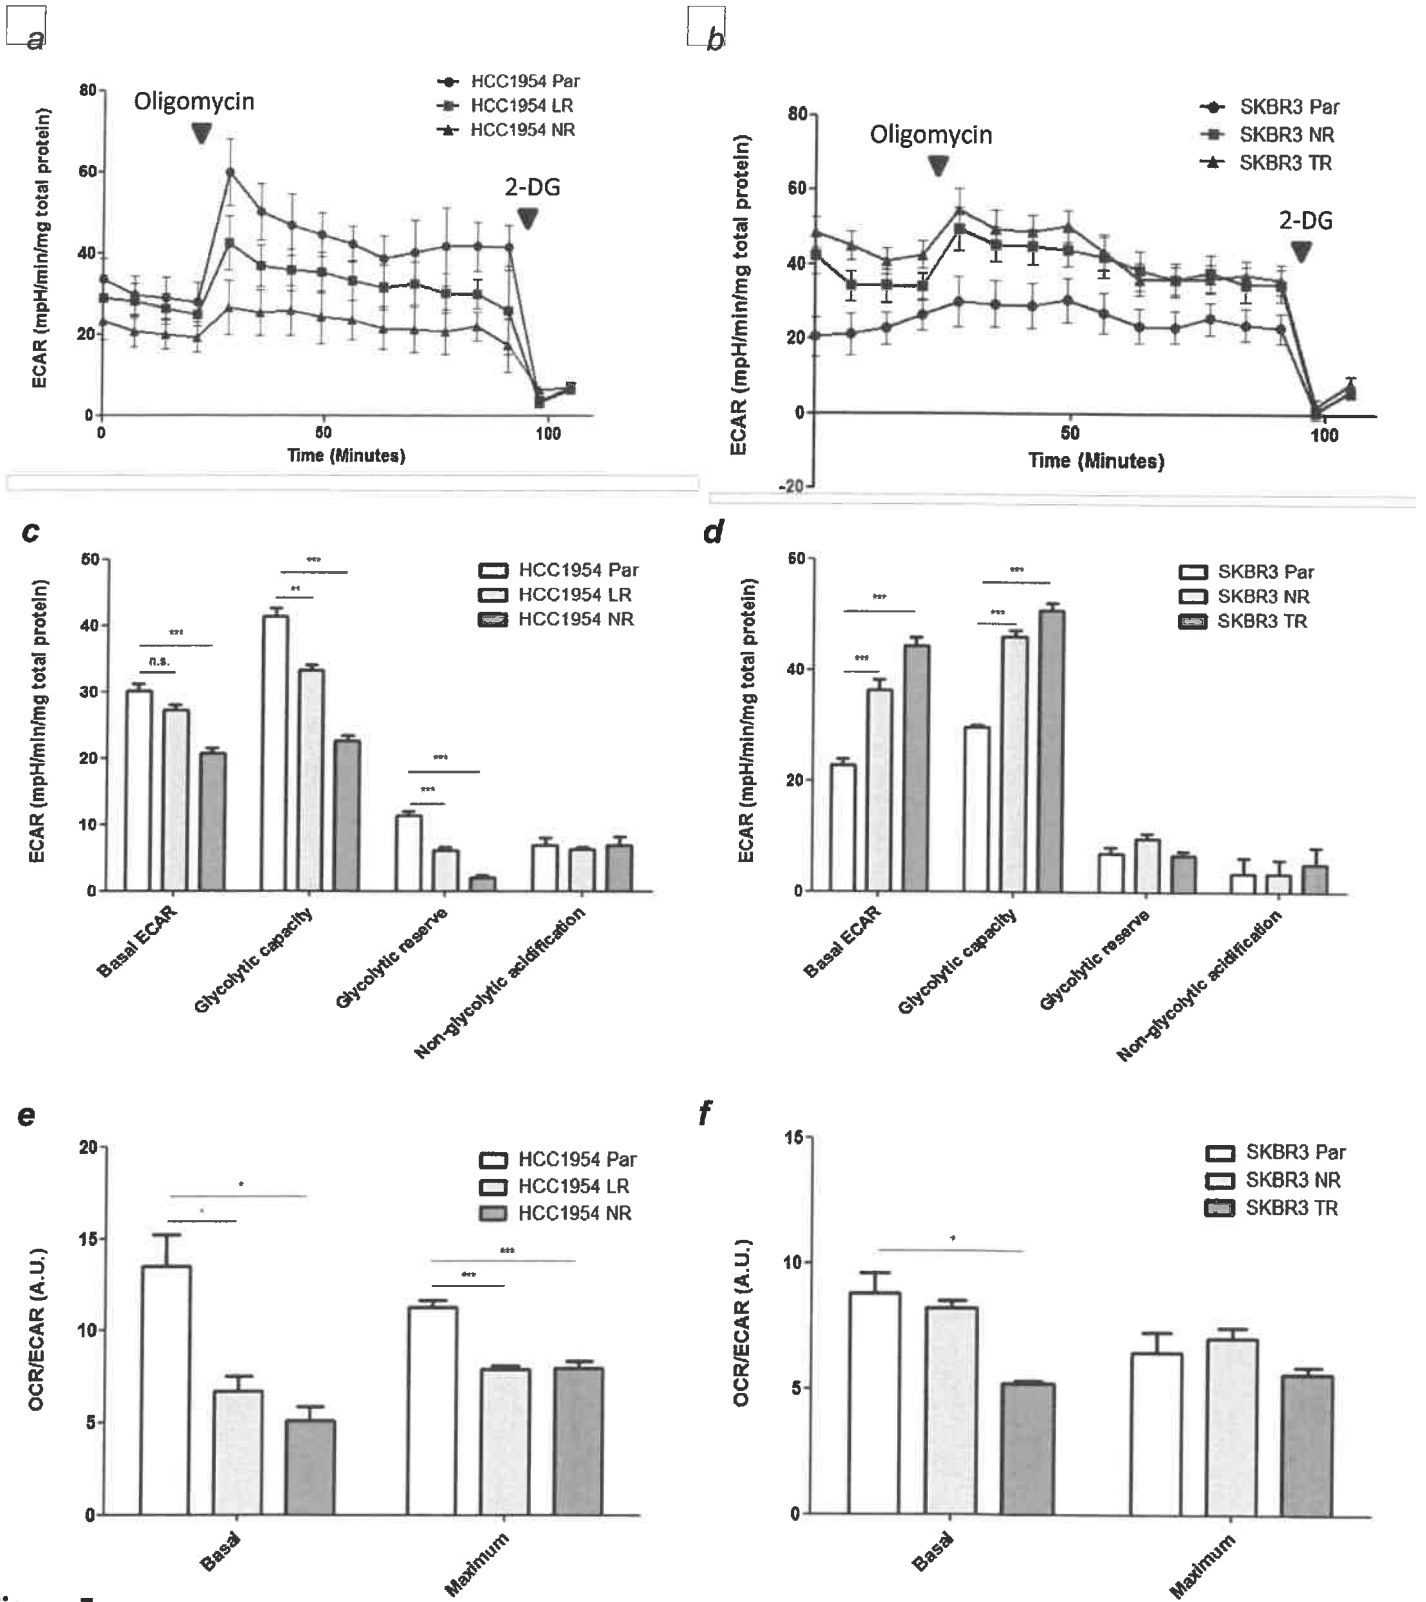 a
80
60
40
20
0
0
50
100
ECAR (mpH/min/mg total protein)
Time (Minutes)
Oligomycin
2-DG
HCC1954 Par
HCC1954 LR
HCC1954 NR
b
80
60
40
20
0
-20
50
100
ECAR (mpH/min/mg total protein)
Time (Minutes)
Oligomycin
2-DG
SKBR3 Par
SKBR3 NR
SKBR3 TR
c
50
40
30
20
10
0
ECAR (mpH/min/mg total protein)
HCC1954 Par
HCC1954 LR
HCC1954 NR
***
n.s.
***
**
***
***
Basal ECAR
Glycolytic capacity
Glycolytic reserve
Non-glycolytic acidification
d
60
40
20
0
ECAR (mpH/min/mg total protein)
SKBR3 Par
SKBR3 NR
SKBR3 TR
***
***
***
***
Basal ECAR
Glycolytic capacity
Glycolytic reserve
Non-glycolytic acidification
e
20
15
10
5
0
OCR/ECAR (A.U.)
HCC1954 Par
HCC1954 LR
HCC1954 NR
*
*
***
***
Basal
Maximum
f
15
10
5
0
OCR/ECAR (A.U.)
SKBR3 Par
SKBR3 NR
SKBR3 TR
*
Basal
Maximum